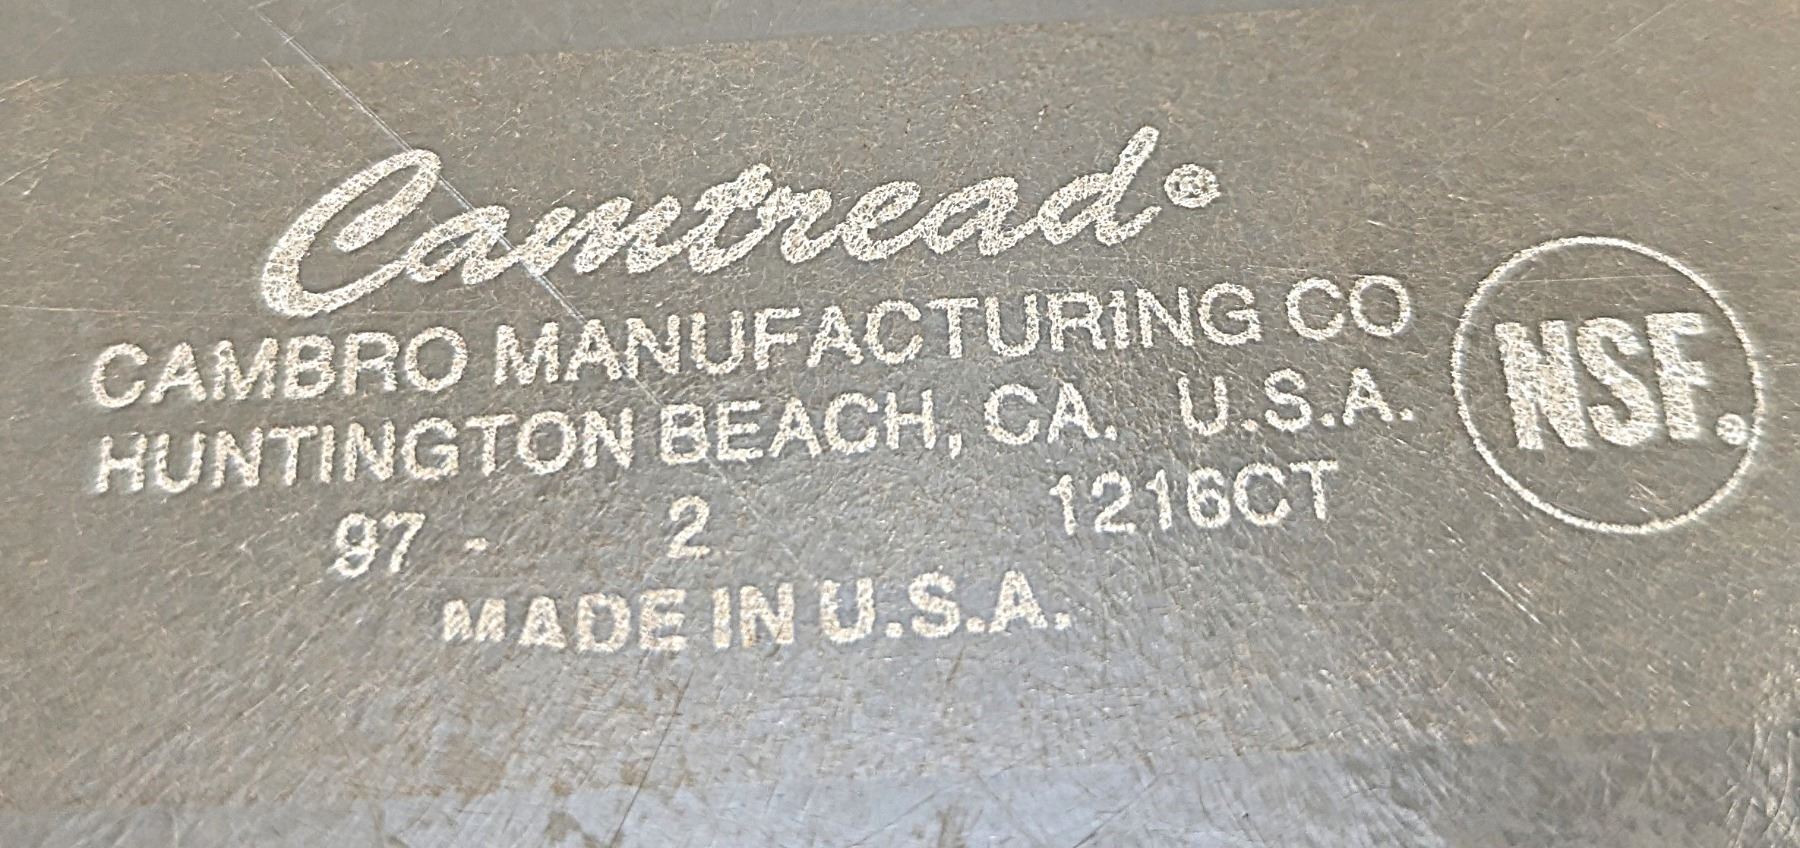 Camtread®
CAMBRO MANUFACTURING CO
HUNTINGTON BEACH, CA. U.S.A.
97 - 2 1216CT
MADE IN U.S.A.
NSF®